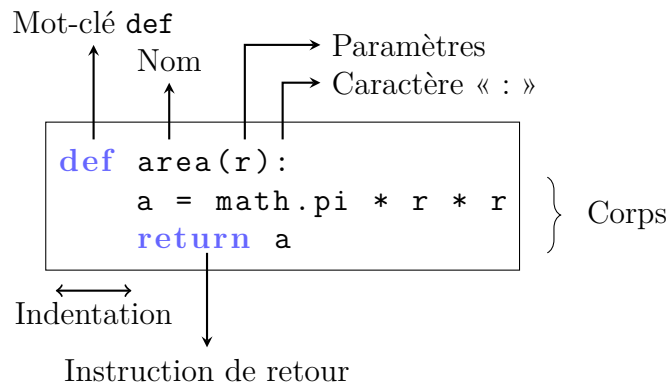 Mot-clé def
Nom
Paramètres
Caractère « : »
def area(r):
    a = math.pi * r * r
    return a
Corps
Indentation
Instruction de retour